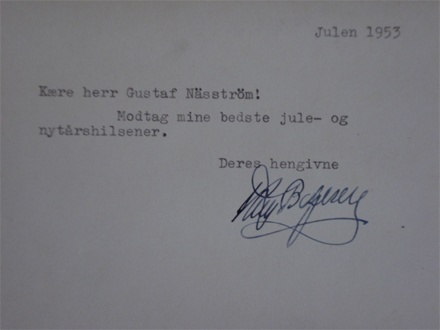 Julen 1953
Kære herr Gustaf Näsström!
Modtag mine bedste jule- og
nytårshilsener.
Deres hengivne